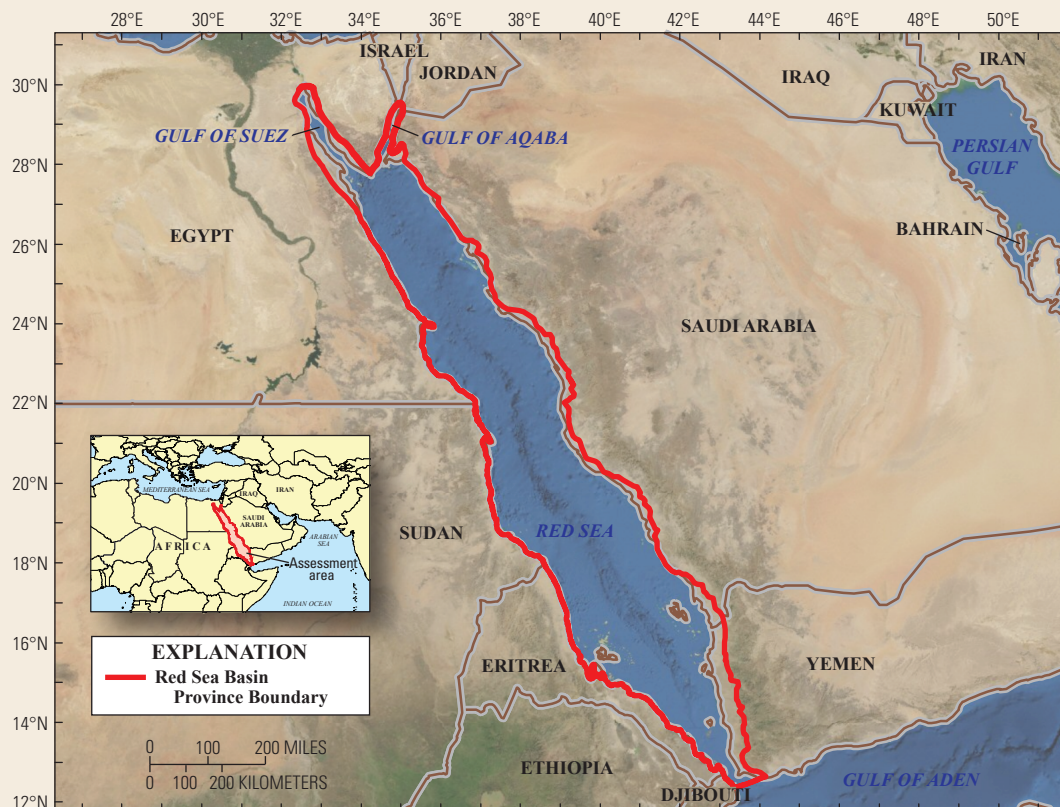 28°E 30°E 32°E 34°E 36°E 38°E 40°E 42°E 44°E 46°E 48°E 50°E
30°N
28°N
26°N
24°N
22°N
20°N
18°N
16°N
14°N
12°N
ISRAEL
JORDAN
IRAQ
IRAN
KUWAIT
GULF OF SUEZ
GULF OF AQABA
PERSIAN
GULF
EGYPT
BAHRAIN
SAUDI ARABIA
SUDAN
RED SEA
ERITREA
YEMEN
ETHIOPIA
DJIBOUTI
GULF OF ADEN
MEDITERRANEAN SEA
IRAQ
IRAN
SAUDI
ARABIA
AFRICA
ARABIAN
SEA
Assessment
area
INDIAN OCEAN
EXPLANATION
Red Sea Basin
Province Boundary
0 100 200 MILES
0 100 200 KILOMETERS